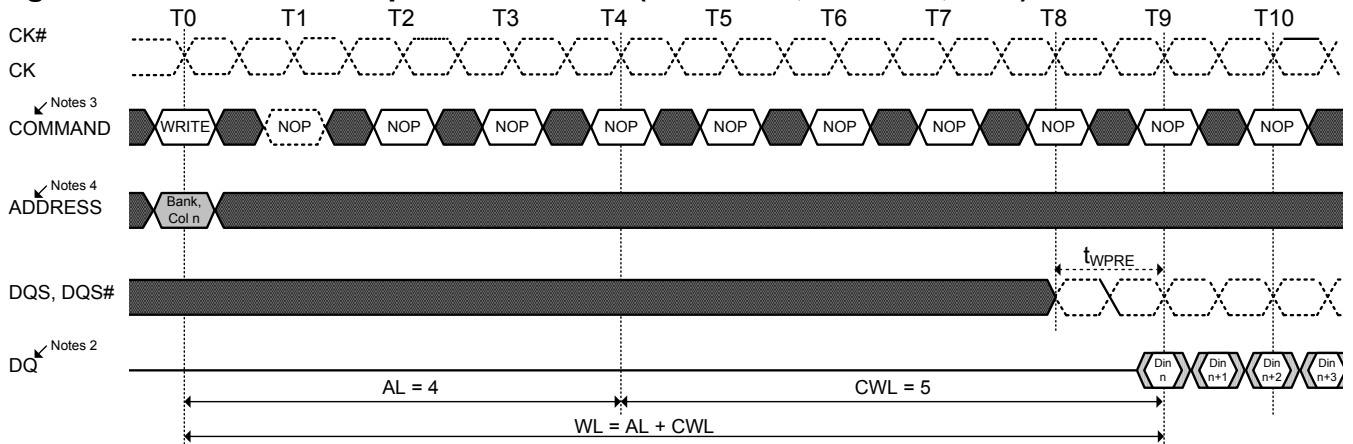 T0 T1 T2 T3 T4 T5 T6 T7 T8 T9 T10
CK#
CK
Notes 3
COMMAND WRITE NOP NOP NOP NOP NOP NOP NOP NOP NOP NOP
Notes 4
ADDRESS
Bank,
Col n
tWPRE
DQS, DQS#
Notes 2
DQ
Din
n
Din
n+1
Din
n+2
Din
n+3
AL = 4 CWL = 5
WL = AL + CWL